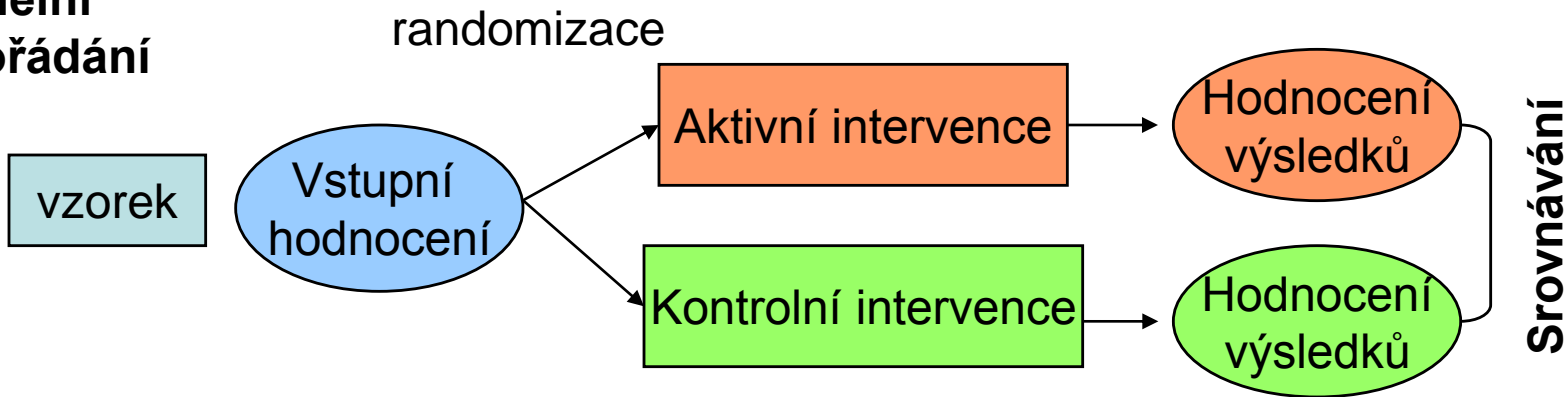 randomizace
vzorek
Vstupní
hodnocení
Aktivní intervence
Kontrolní intervence
Hodnocení
výsledků
Hodnocení
výsledků
Srovnávání